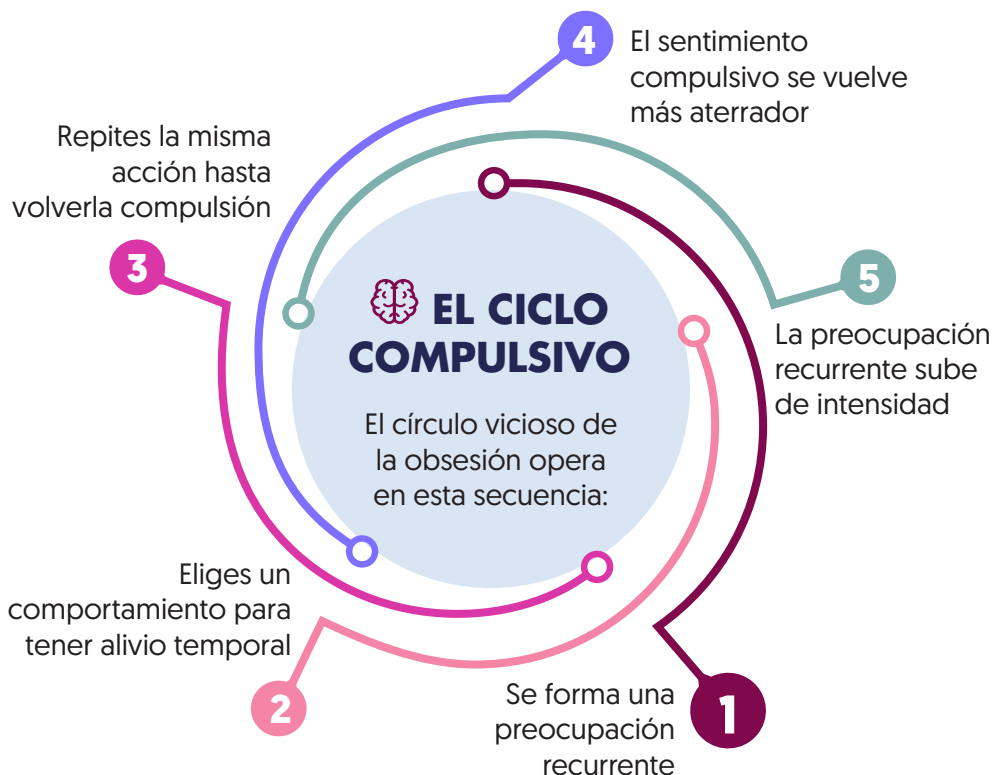 EL CICLO
COMPULSIVO
El círculo vicioso de
la obsesión opera
en esta secuencia:
1
Se forma una
preocupación
recurrente
2
Eliges un
comportamiento para
tener alivio temporal
3
Repites la misma
acción hasta
volverla compulsión
4
El sentimiento
compulsivo se vuelve
más aterrador
5
La preocupación
recurrente sube
de intensidad